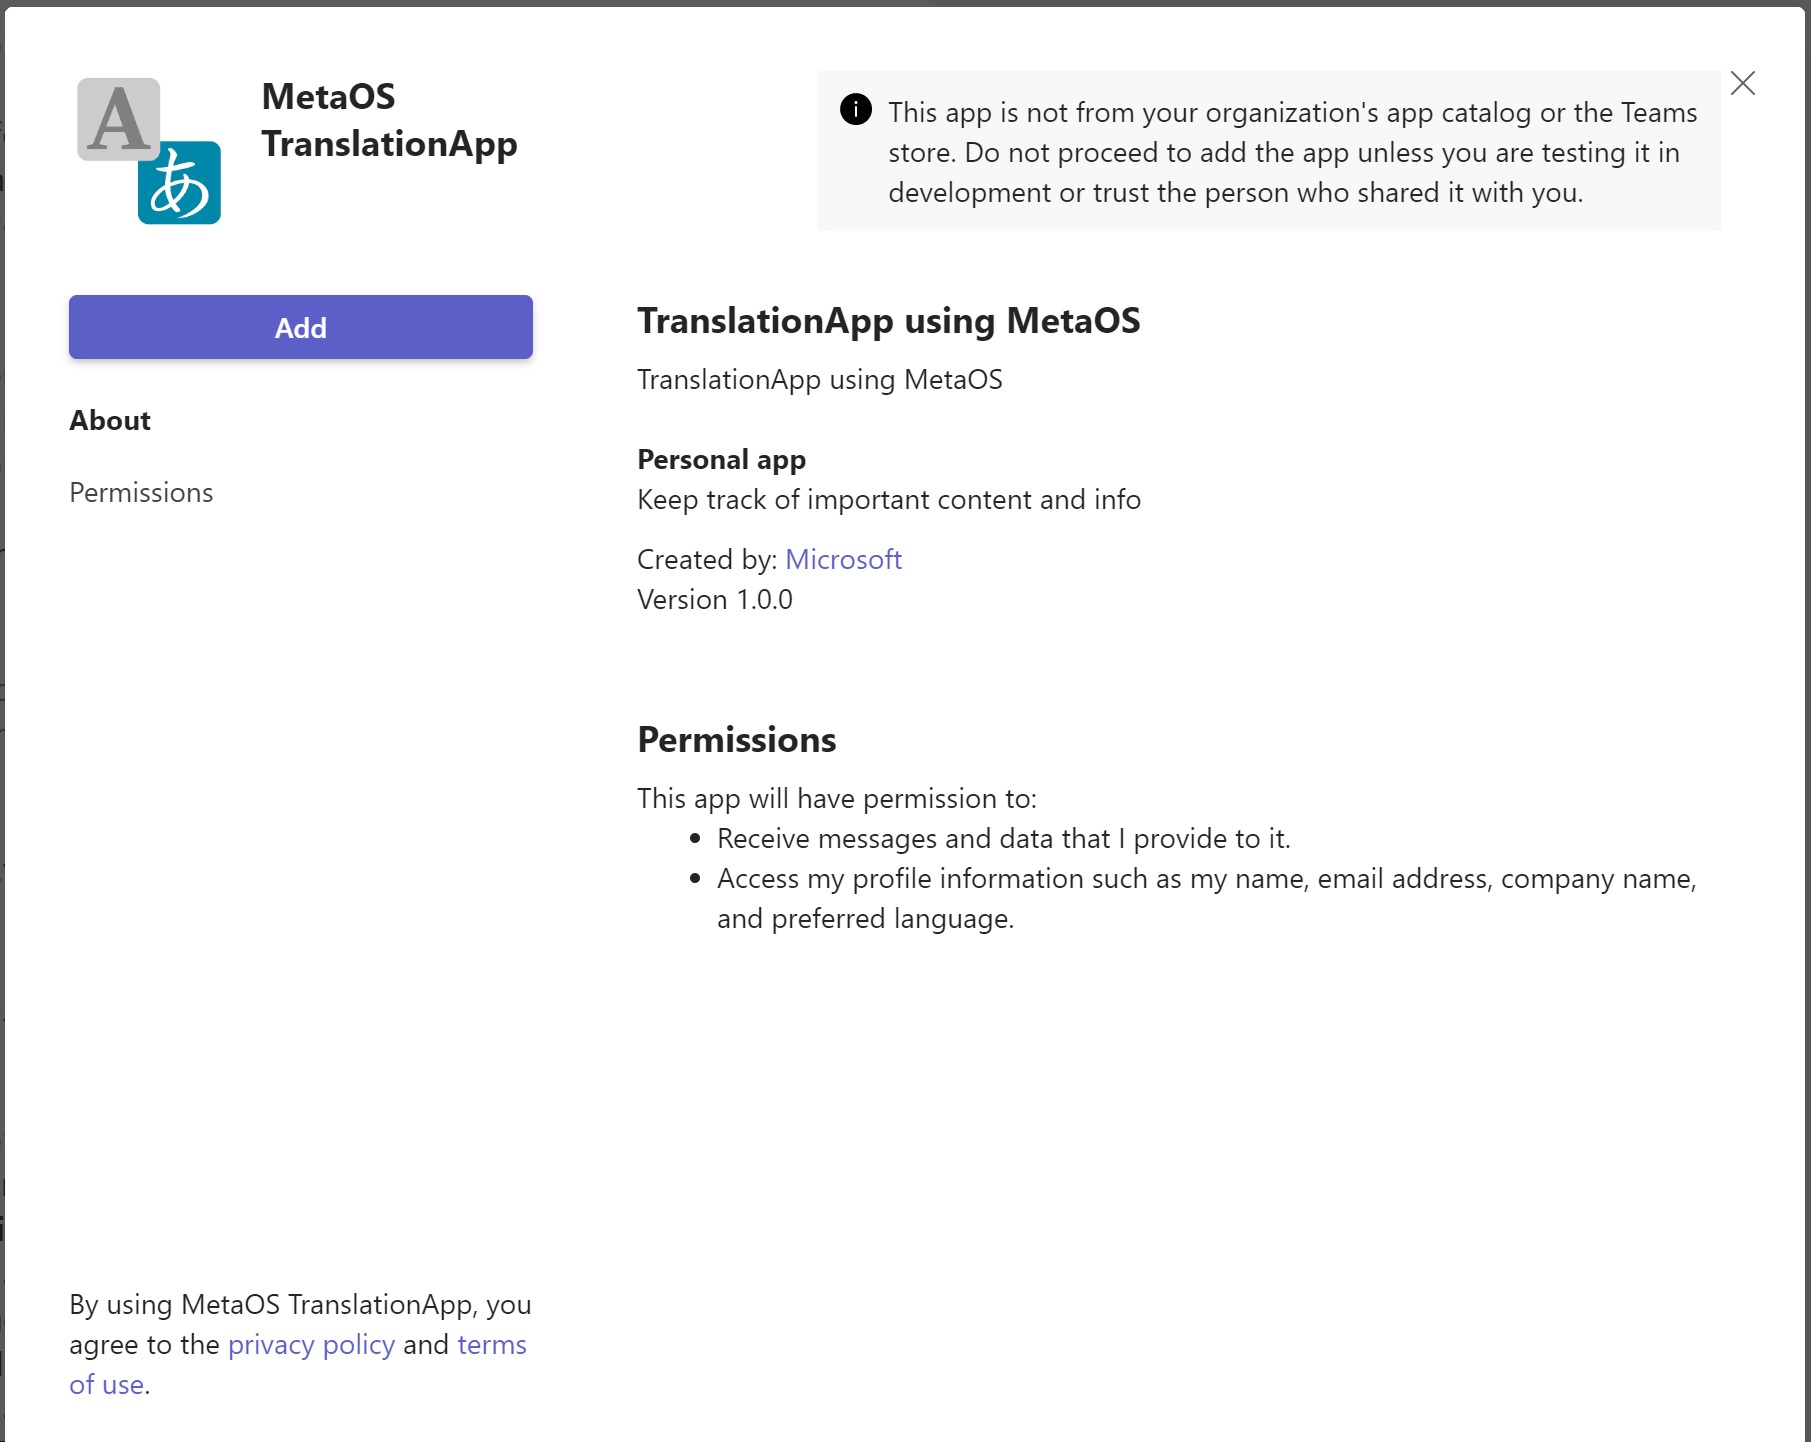 A
あ
MetaOS
TranslationApp
This app is not from your organization's app catalog or the Teams
store. Do not proceed to add the app unless you are testing it in
development or trust the person who shared it with you.
Add
About
Permissions
TranslationApp using MetaOS
TranslationApp using MetaOS
Personal app
Keep track of important content and info
Created by: Microsoft
Version 1.0.0
Permissions
This app will have permission to:
• Receive messages and data that I provide to it.
• Access my profile information such as my name, email address, company name,
and preferred language.
By using MetaOS TranslationApp, you
agree to the privacy policy and terms
of use.